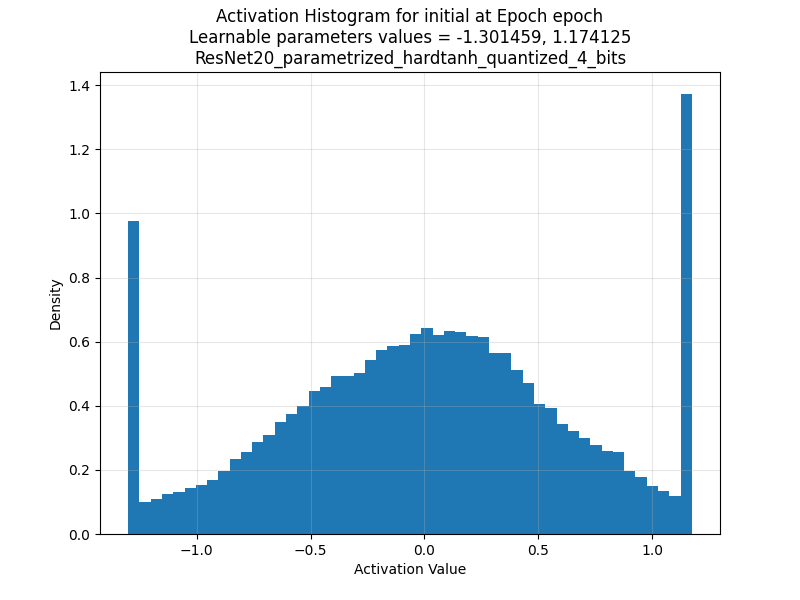 Activation Histogram for initial at Epoch epoch
Learnable parameters values = -1.301459, 1.174125
ResNet20_parametrized_hardtanh_quantized_4_bits
1.4
1.2
1.0
0.8
0.6
0.4
0.2
0.0
Density
−1.0
−0.5
0.0
0.5
1.0
Activation Value